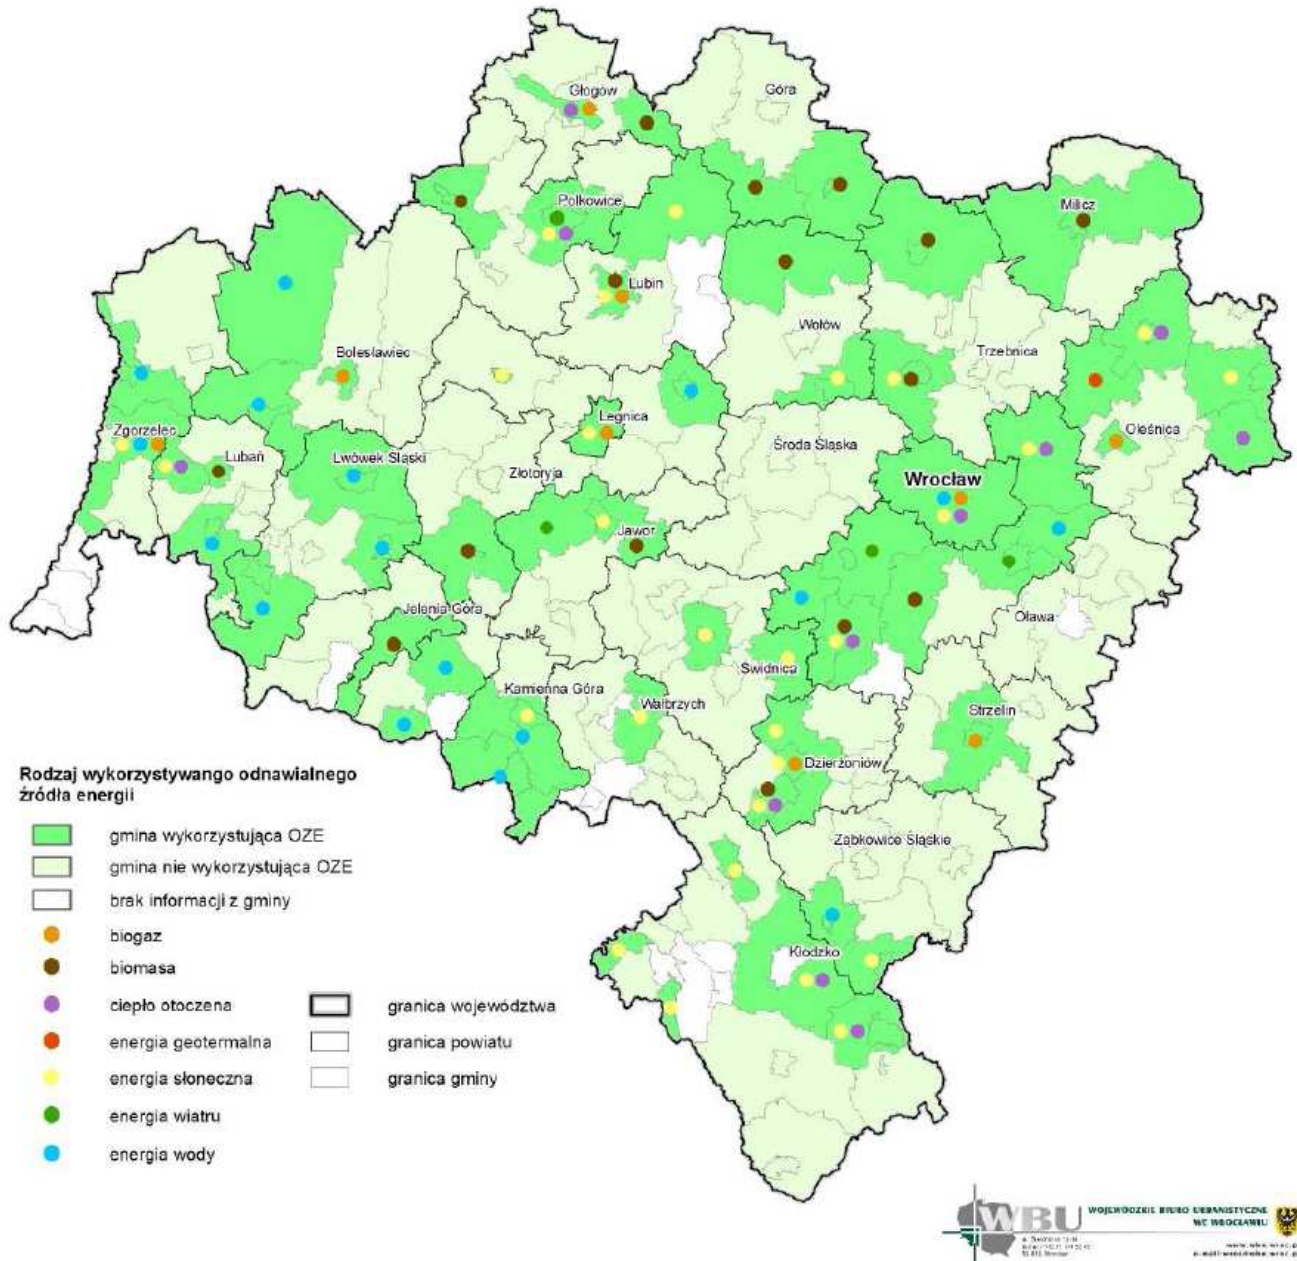 Głogów
Góra
Polkowice
Milicz
Lubin
Wołów
Trzebnica
Bolesławiec
Legnica
Zgorzelec
Lubań
Lwówek Śląski
Złotoryja
Środa Śląska
Oleśnica
Wrocław
Jawor
Jelenia Góra
Oława
Świdnica
Kamienna Góra
Wałbrzych
Strzelin
Dzierżoniów
Ząbkowice Śląskie
Kłodzko
Rodzaj wykorzystywango odnawialnego
źródła energii
gmina wykorzystująca OZE
gmina nie wykorzystująca OZE
brak informacji z gminy
biogaz
biomasa
ciepło otoczena
energia geotermalna
energia słoneczna
energia wiatru
energia wody
granica województwa
granica powiatu
granica gminy
WBU
WOJEWÓDZKIE BIURO URBANISTYCZNE
WE WROCŁAWIU